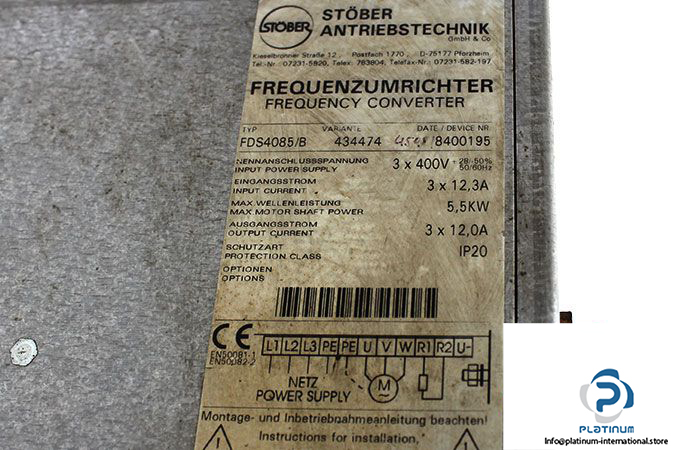 STÖBER
STÖBER
ANTRIEBSTECHNIK
GmbH & Co
Kieselbronner Straße 12 , Postfach 1770 , D-75177 Pforzheim
Tel.-Nr.: 07231-5820, Telex: 783804, Telefax-Nr.: 07231-582-197
FREQUENZUMRICHTER
FREQUENCY CONVERTER
TYP VARIANTE DATE / DEVICE NR.
FDS4085/B 434474 /8400195
NENNANSCHLUSSSPANNUNG
INPUT POWER SUPPLY 3 x 400V +28/-50% 50/60Hz
EINGANGSSTROM
INPUT CURRENT 3 x 12,3A
MAX.WELLENLEISTUNG
MAX.MOTOR SHAFT POWER 5,5KW
AUSGANGSSTROM
OUTPUT CURRENT 3 x 12,0A
SCHUTZART
PROTECTION CLASS IP20
OPTIONEN
OPTIONS
CE L1 L2 L3 PE PE U V W R1 R2 U-
EN50081-1
EN50082-2
NETZ
POWER SUPPLY
M
Montage- und Inbetriebnahmeanleitung beachten!
Instructions for installation,
PLATINUM
Info@platinum-international.store